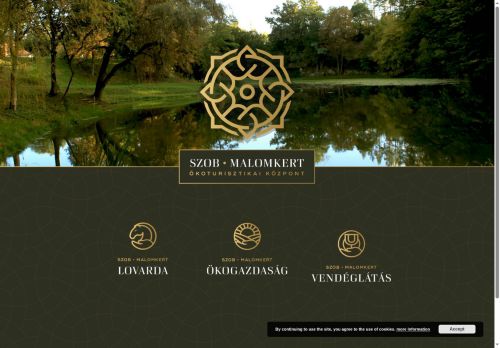 SZOB • MALOMKERT
ÖKOTURISZTIKAI KÖZPONT
SZOB • MALOMKERT
LOVARDA
SZOB • MALOMKERT
ÖKOGAZDASÁG
SZOB • MALOMKERT
VENDÉGLÁTÁS
By continuing to use the site, you agree to the use of cookies. more information
Accept